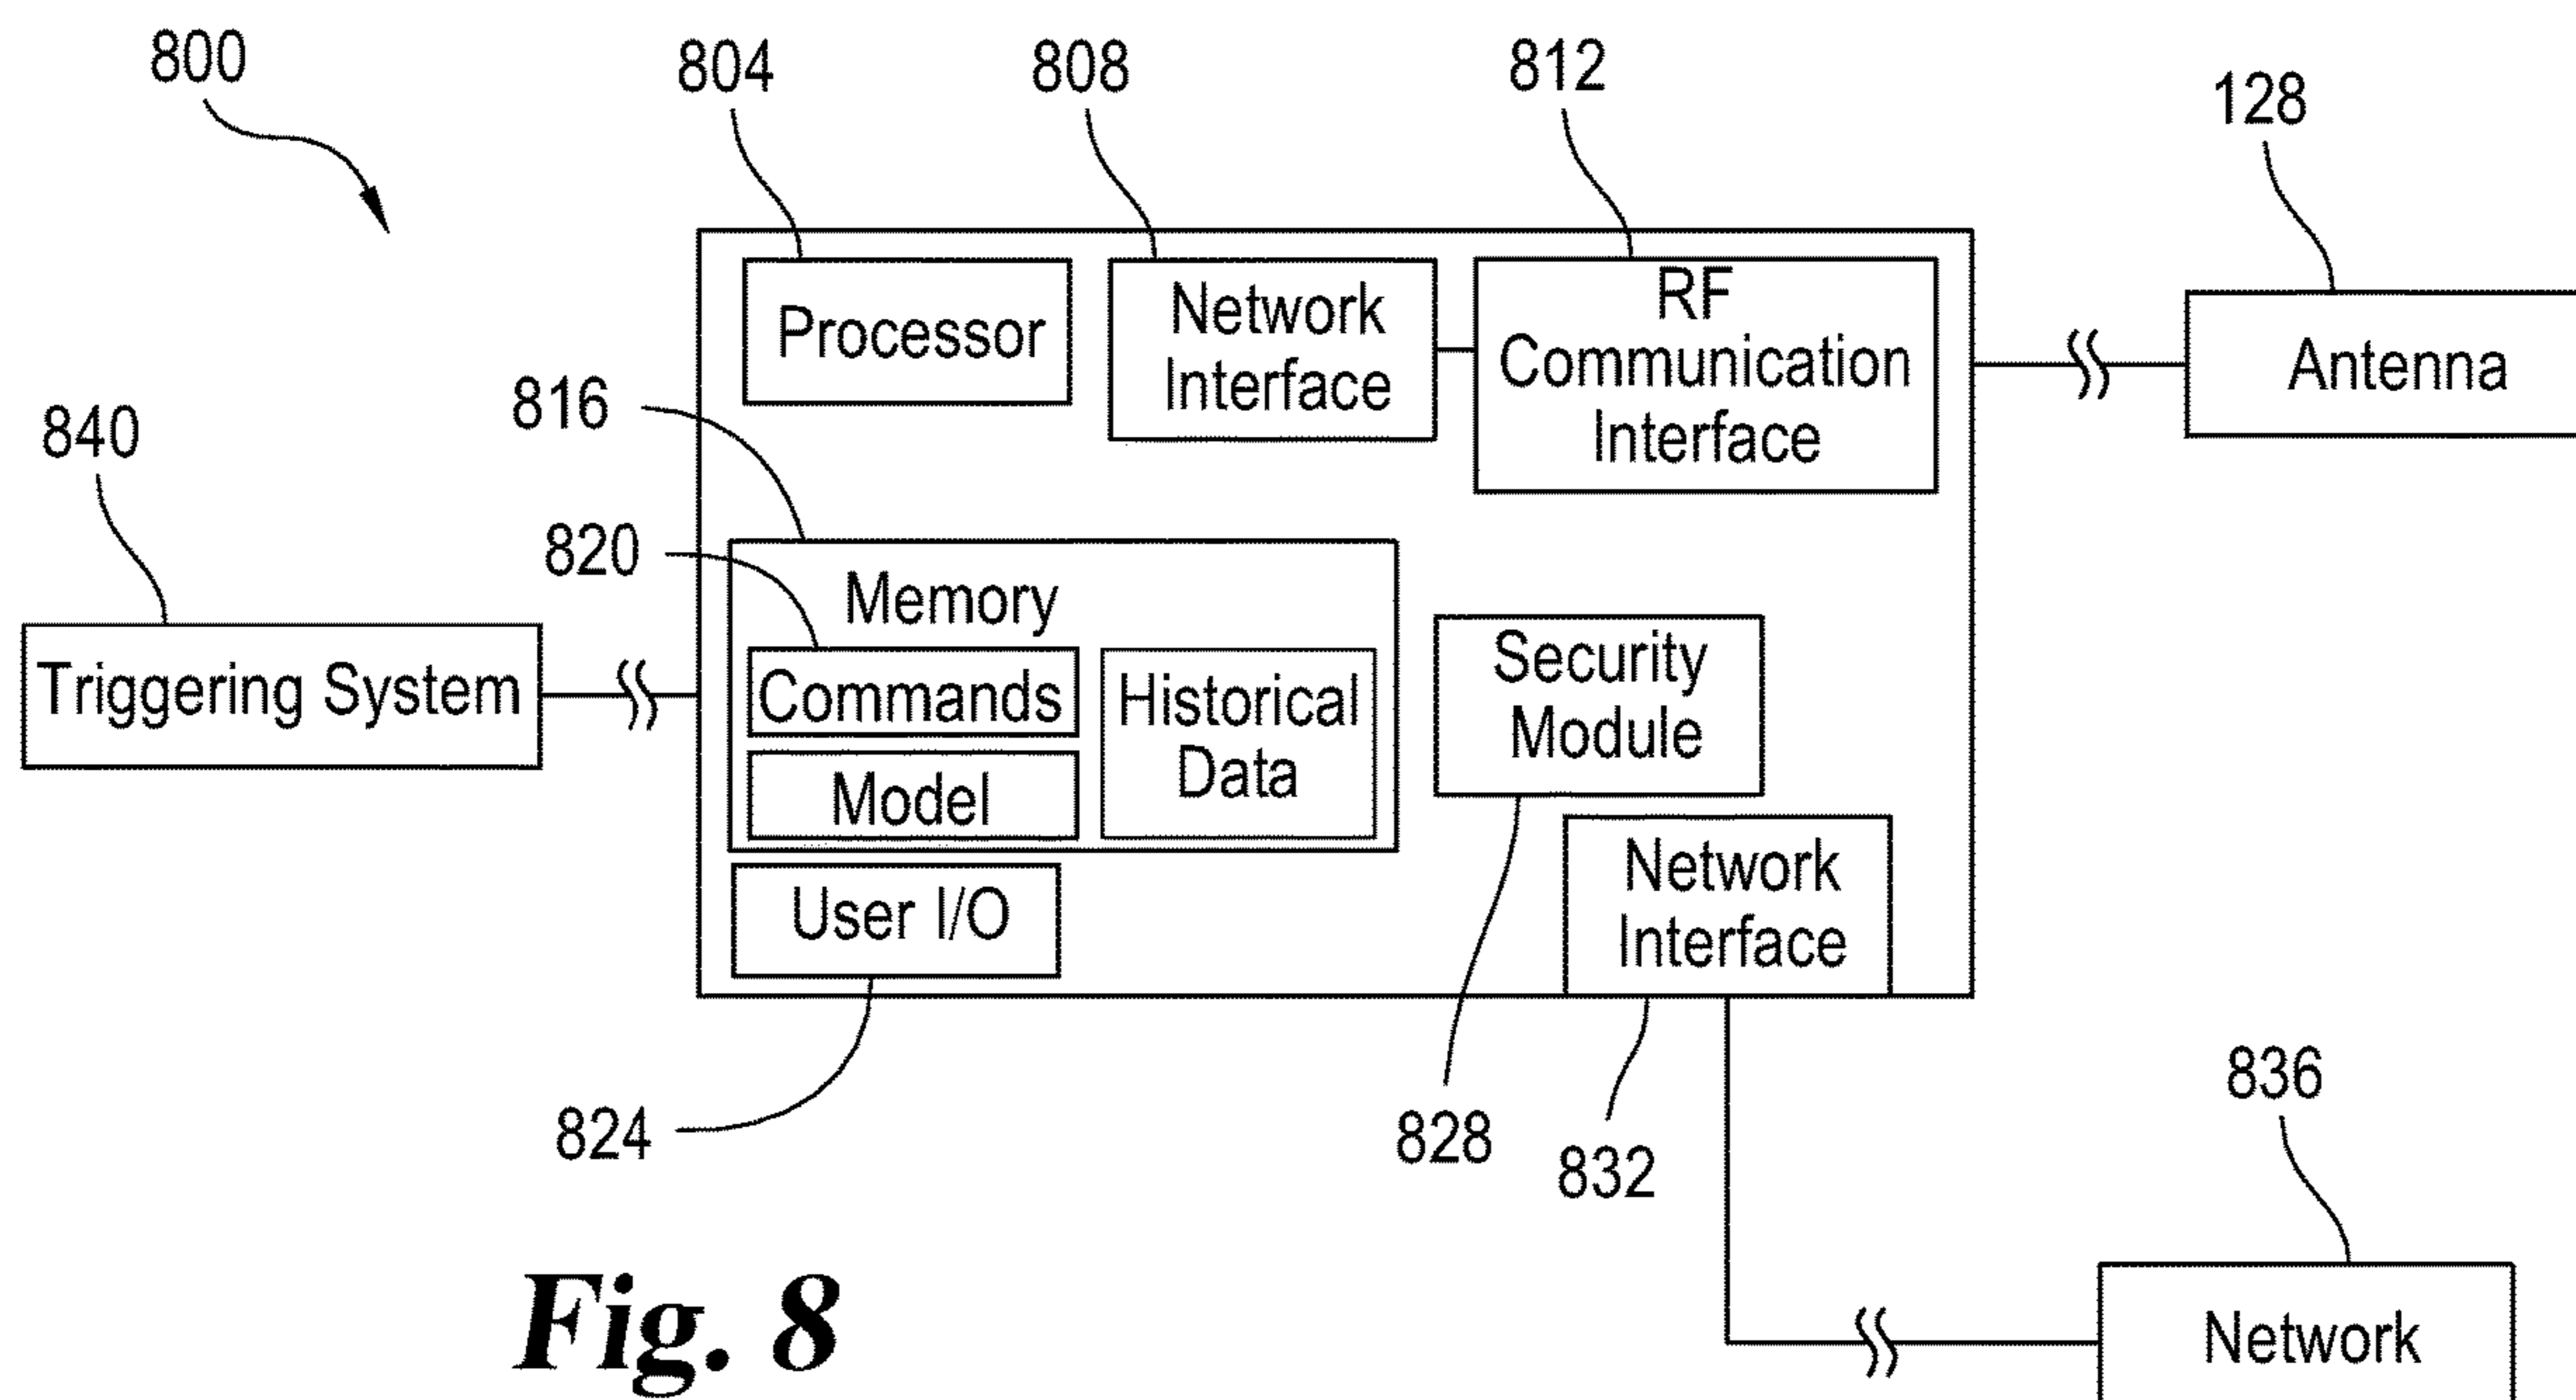 800
804
808
812
128
Processor
Network
Interface
RF
Communication
Interface
Antenna
816
840
820
Memory
Triggering System
Commands
Historical
Data
Model
Security
Module
User I/O
Network
Interface
824
828
832
836
Network
Fig. 8